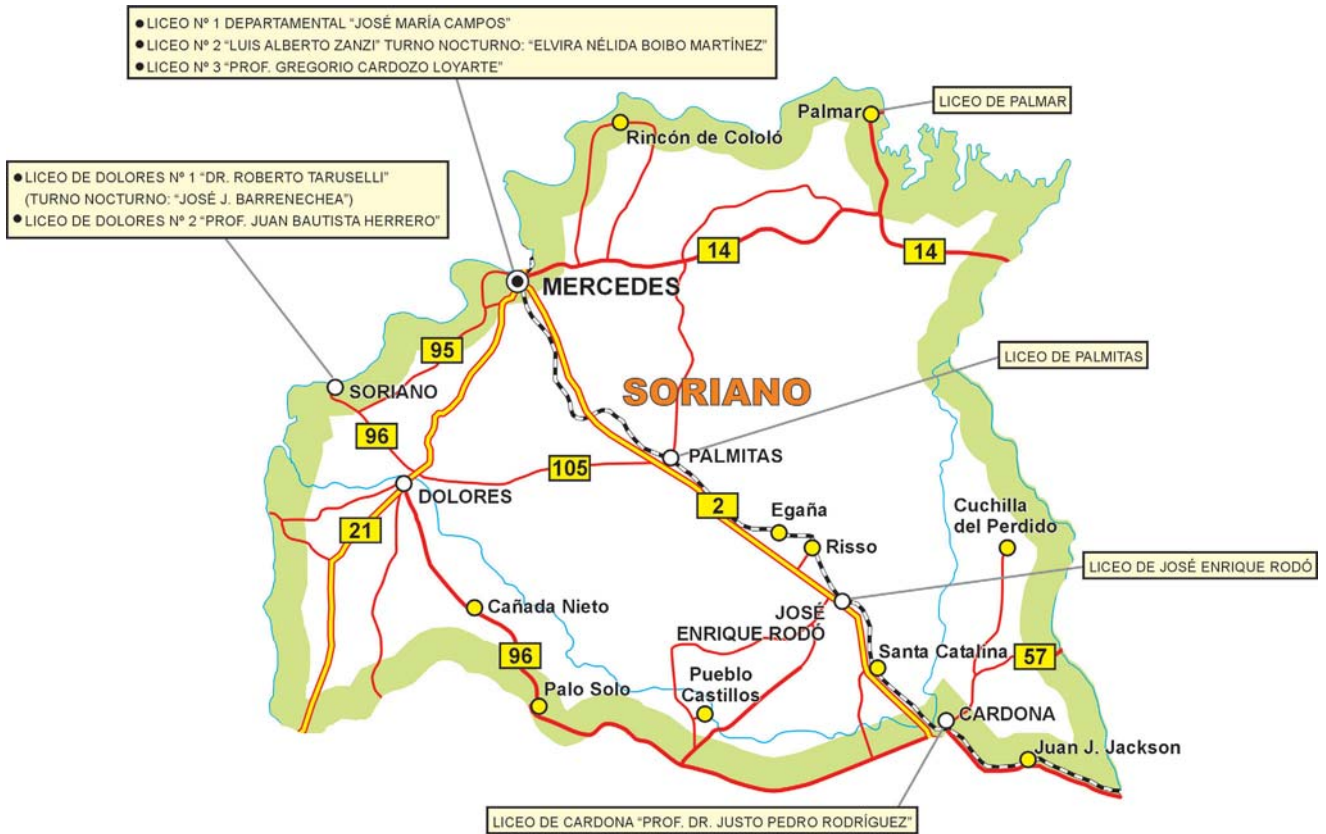 ● LICEO Nº 1 DEPARTAMENTAL “JOSÉ MARÍA CAMPOS”
● LICEO Nº 2 “LUIS ALBERTO ZANZI” TURNO NOCTURNO: “ELVIRA NÉLIDA BOIBO MARTÍNEZ”
● LICEO Nº 3 “PROF. GREGORIO CARDOZO LOYARTE”
LICEO DE PALMAR
Palmar
Rincón de Cololó
● LICEO DE DOLORES Nº 1 “DR. ROBERTO TARUSELLI”
(TURNO NOCTURNO: “JOSÉ J. BARRENECHEA”)
● LICEO DE DOLORES Nº 2 “PROF. JUAN BAUTISTA HERRERO”
14
14
MERCEDES
95
LICEO DE PALMITAS
SORIANO
SORIANO
96
PALMITAS
105
DOLORES
2
Egaña
Cuchilla
del Perdido
21
Risso
LICEO DE JOSÉ ENRIQUE RODÓ
Cañada Nieto
JOSÉ
ENRIQUE RODÓ
96
Santa Catalina
57
Pueblo
Castillos
Palo Solo
CARDONA
Juan J. Jackson
LICEO DE CARDONA “PROF. DR. JUSTO PEDRO RODRÍGUEZ”